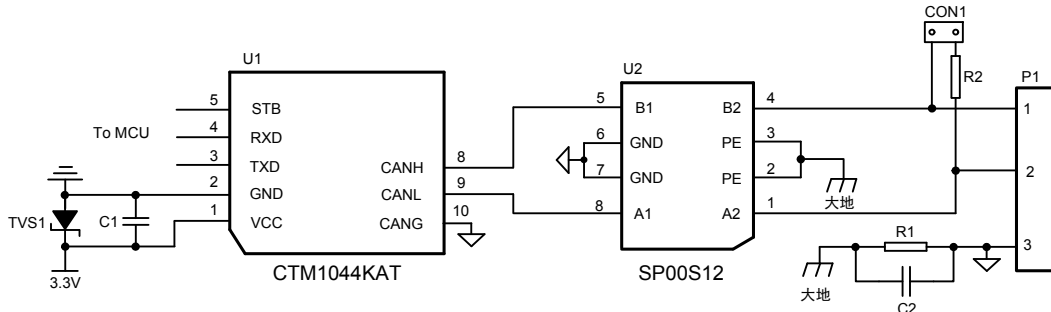 CON1
U1
U2
R2
P1
5 STB
4 RXD
3 TXD
2 GND
1 VCC
To MCU
CANH 8
CANL 9
CANG 10
TVS1
C1
3.3V
CTM1044KAT
5 B1
6 GND
7 GND
8 A1
B2 4
PE 3
PE 2
A2 1
大地
SP00S12
1
2
3
R1
大地
C2